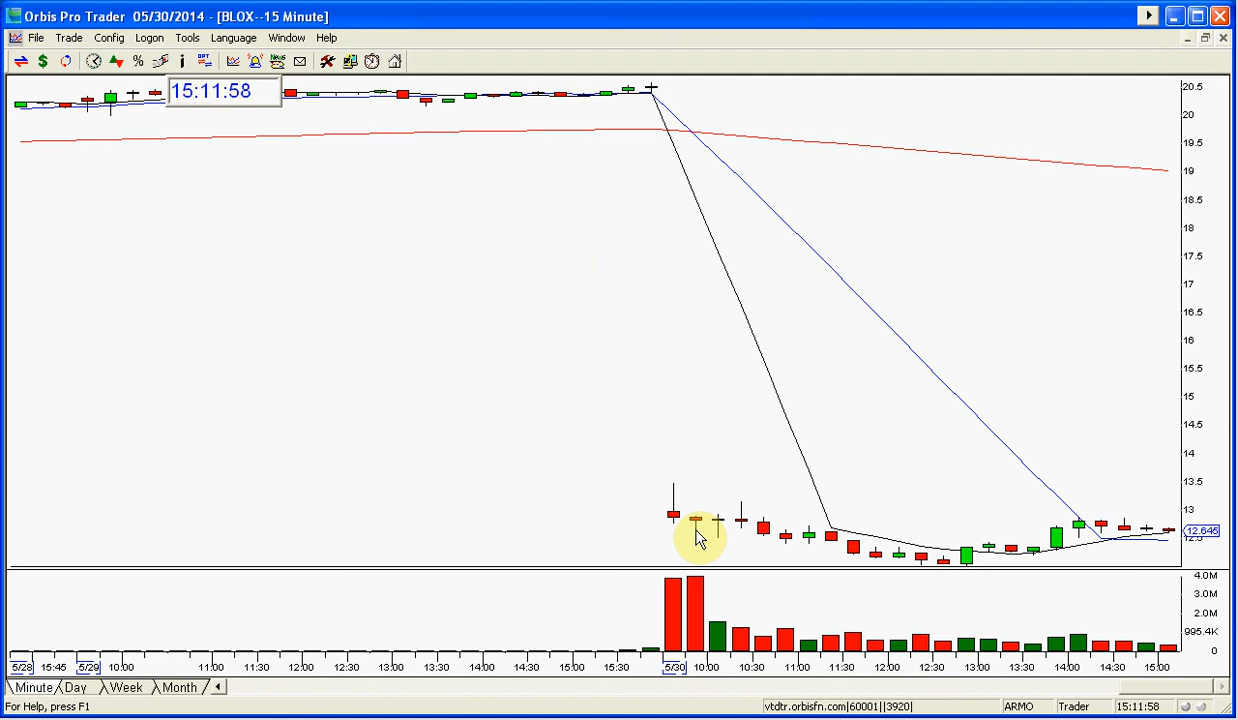 Orbis Pro Trader 05/30/2014 - [BLOX--15 Minute]
File Trade Config Logon Tools Language Window Help
15:11:58
20.5
20
19.5
19
18.5
18
17.5
17
16.5
16
15.5
15
14.5
14
13.5
13
12.645
12.5
4.0M
3.0M
2.0M
995.4K
0
5/28 15:45 5/29 10:00 11:00 11:30 12:00 12:30 13:00 13:30 14:00 14:30 15:00 15:30 5/30 10:00 10:30 11:00 11:30 12:00 12:30 13:00 13:30 14:00 14:30 15:00
Minute Day Week Month
For Help, press F1 vtdtr.orbisfn.com|60001||3920| ARMO Trader 15:11:58